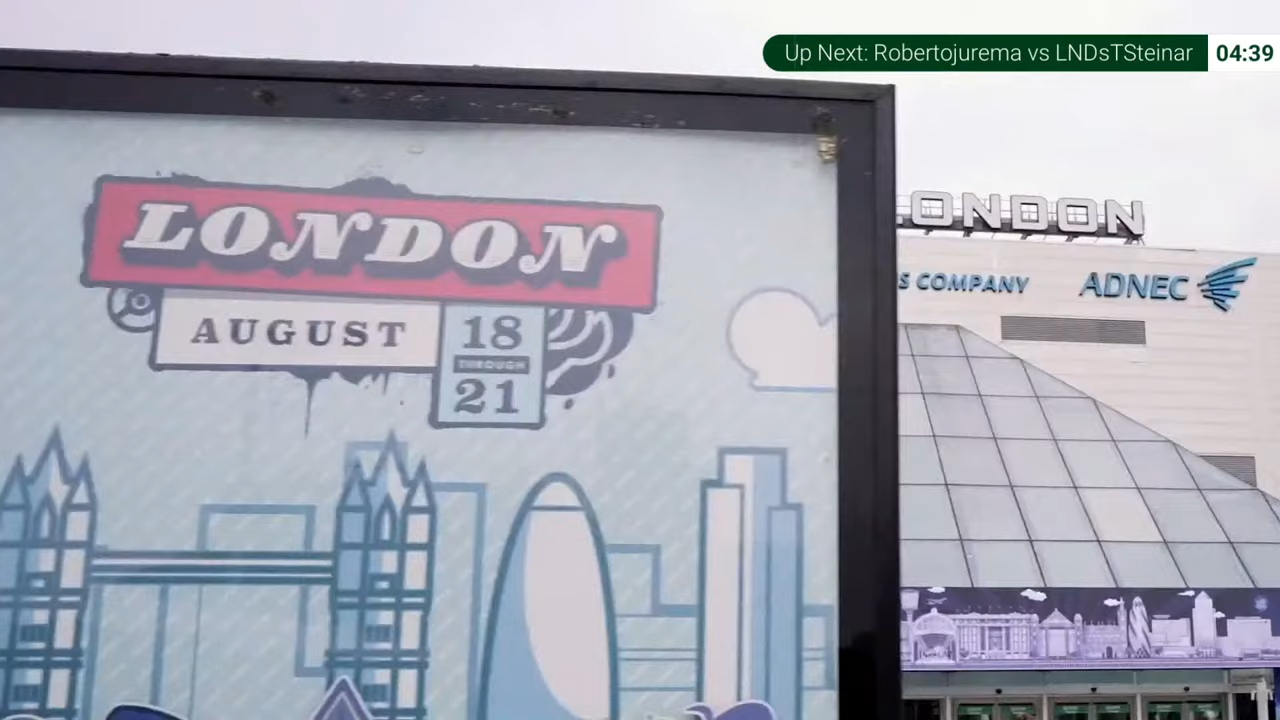 Up Next: Robertojurema vs LNDsTSteinar 04:39
LONDON
AUGUST
18
THROUGH
21
LONDON
S COMPANY
ADNEC